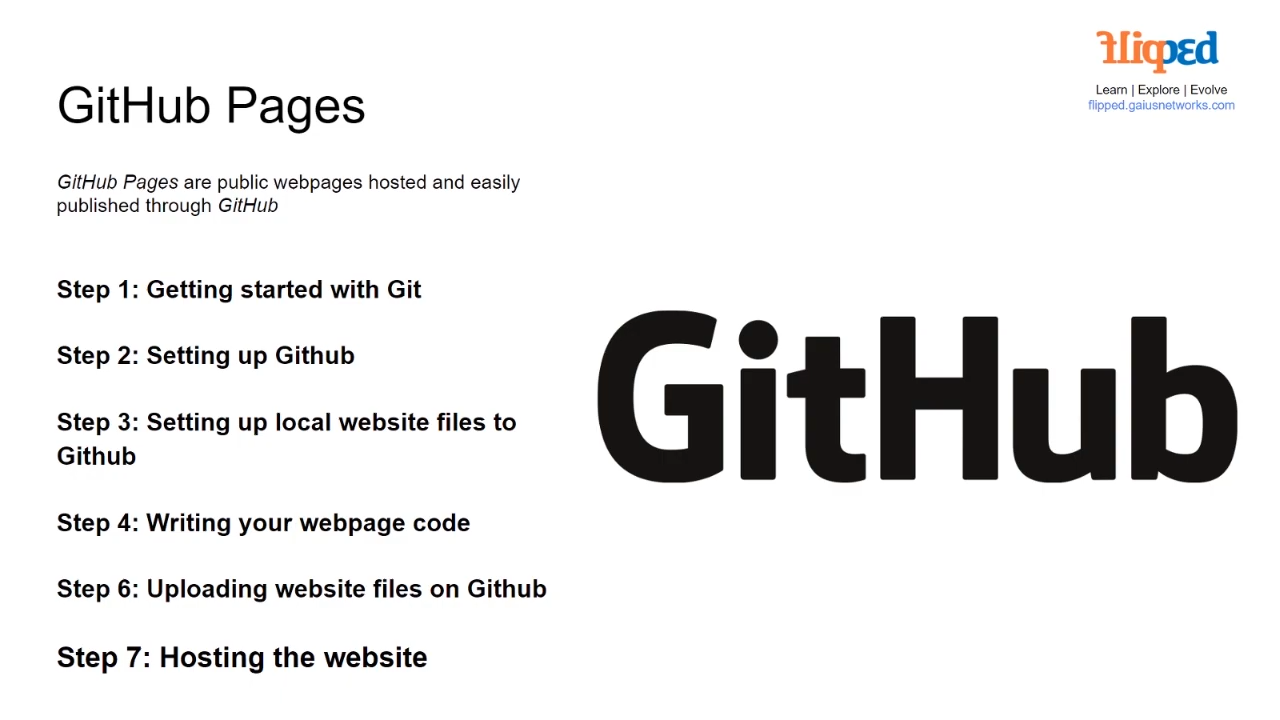 flipped
Learn | Explore | Evolve
flipped.gaiusnetworks.com
GitHub Pages
GitHub Pages are public webpages hosted and easily
published through GitHub
Step 1: Getting started with Git
Step 2: Setting up Github
Step 3: Setting up local website files to
Github
Step 4: Writing your webpage code
Step 6: Uploading website files on Github
Step 7: Hosting the website
GitHub